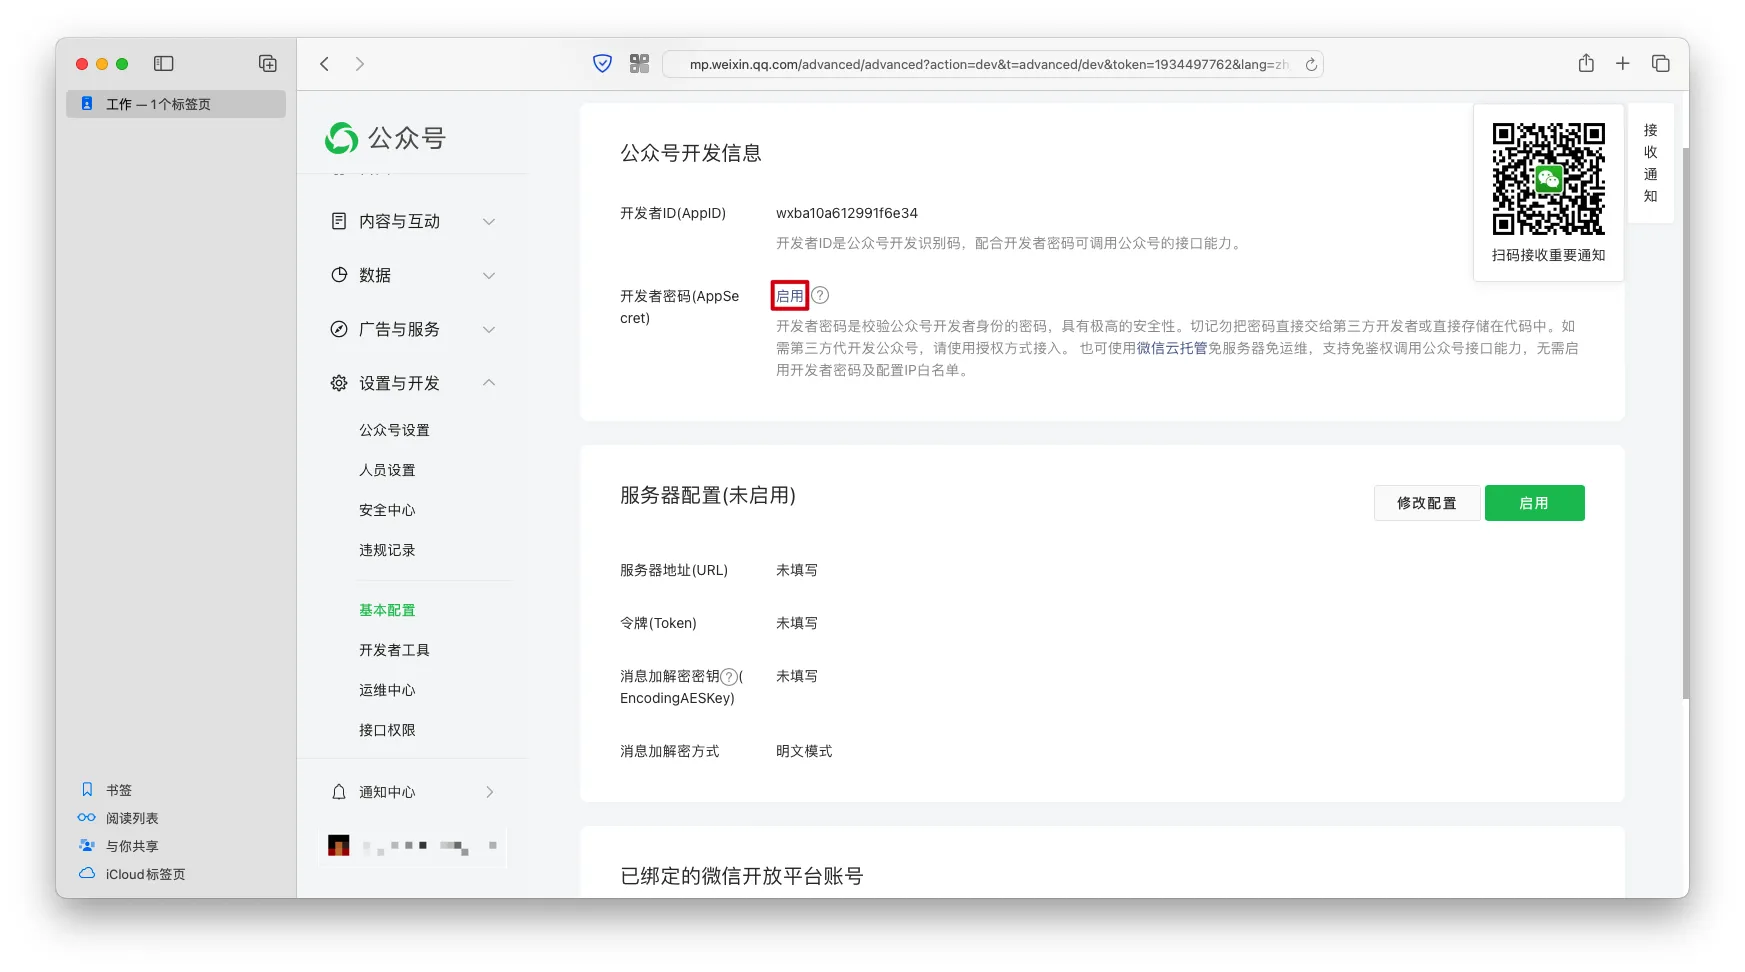 工作 — 1个标签页
mp.weixin.qq.com/advanced/advanced?action=dev&t=advanced/dev&token=1934497762&lang=zh
公众号
内容与互动
数据
广告与服务
设置与开发
公众号设置
人员设置
安全中心
违规记录
基本配置
开发者工具
运维中心
接口权限
通知中心
书签
阅读列表
与你共享
iCloud标签页
公众号开发信息
开发者ID(AppID)
wxba10a612991f6e34
开发者ID是公众号开发识别码，配合开发者密码可调用公众号的接口能力。
开发者密码(AppSe
cret)
启用
开发者密码是校验公众号开发者身份的密码，具有极高的安全性。切记勿把密码直接交给第三方开发者或直接存储在代码中。如
需第三方代开发公众号，请使用授权方式接入。 也可使用微信云托管免服务器免运维，支持免鉴权调用公众号接口能力，无需启
用开发者密码及配置IP白名单。
扫码接收重要通知
接
收
通
知
服务器配置(未启用)
修改配置
启用
服务器地址(URL)
未填写
令牌(Token)
未填写
消息加解密密钥?(
EncodingAESKey)
未填写
消息加解密方式
明文模式
已绑定的微信开放平台账号